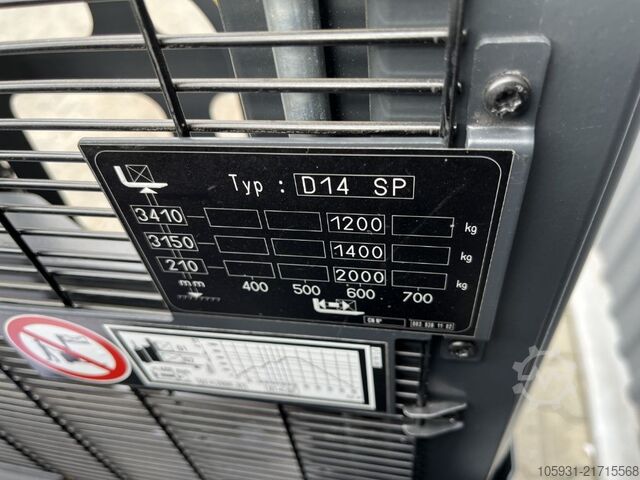 Typ : D14 SP
3410 1200 kg
3150 1400 kg
210 2000 kg
mm 400 500 600 700
CN N°
105931-21715568